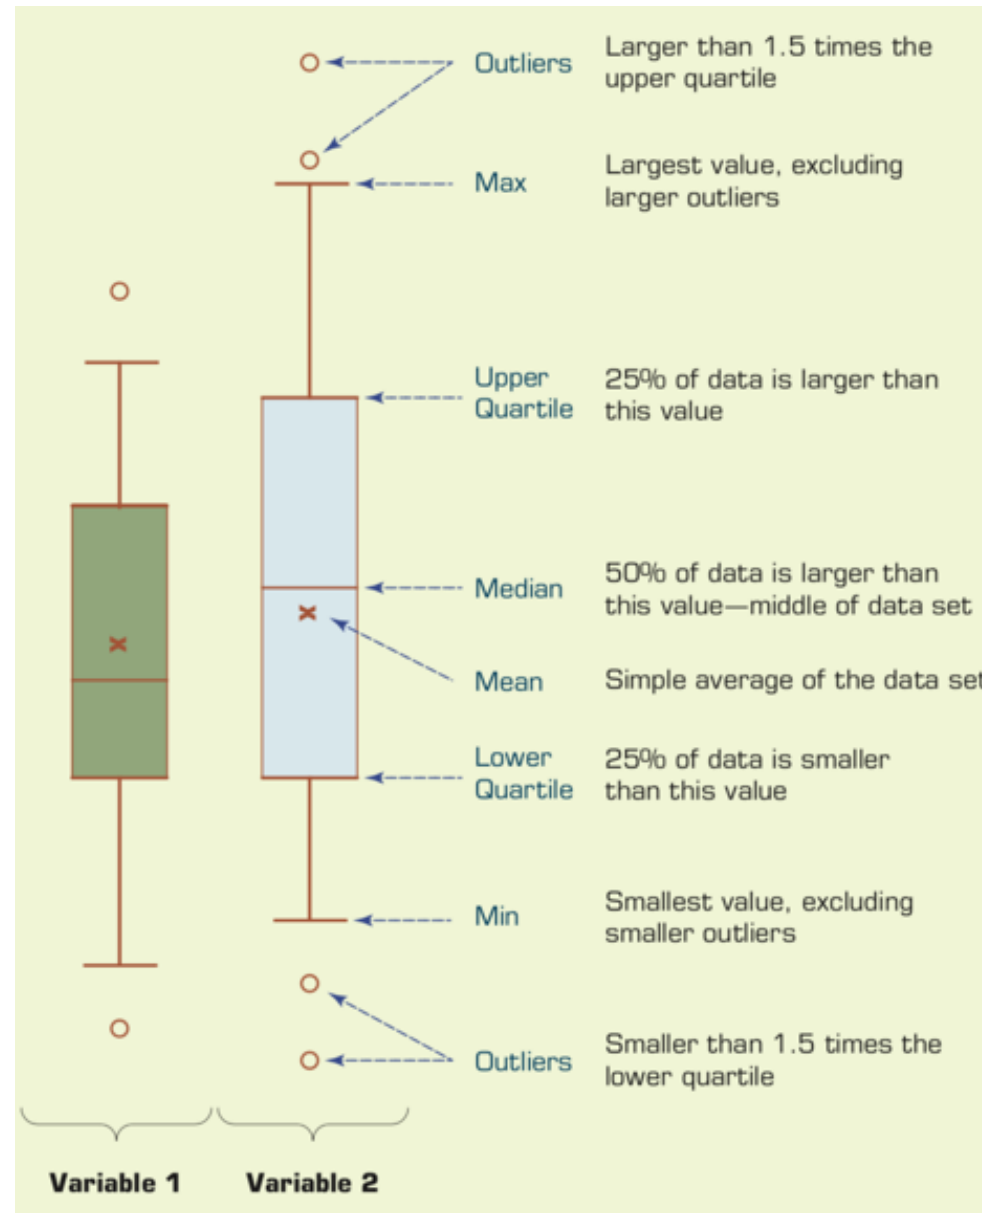 Outliers
Larger than 1.5 times the
upper quartile
Max
Largest value, excluding
larger outliers
Upper
Quartile
25% of data is larger than
this value
Median
50% of data is larger than
this value—middle of data set
Mean
Simple average of the data set
Lower
Quartile
25% of data is smaller
than this value
Min
Smallest value, excluding
smaller outliers
Outliers
Smaller than 1.5 times the
lower quartile
Variable 1
Variable 2